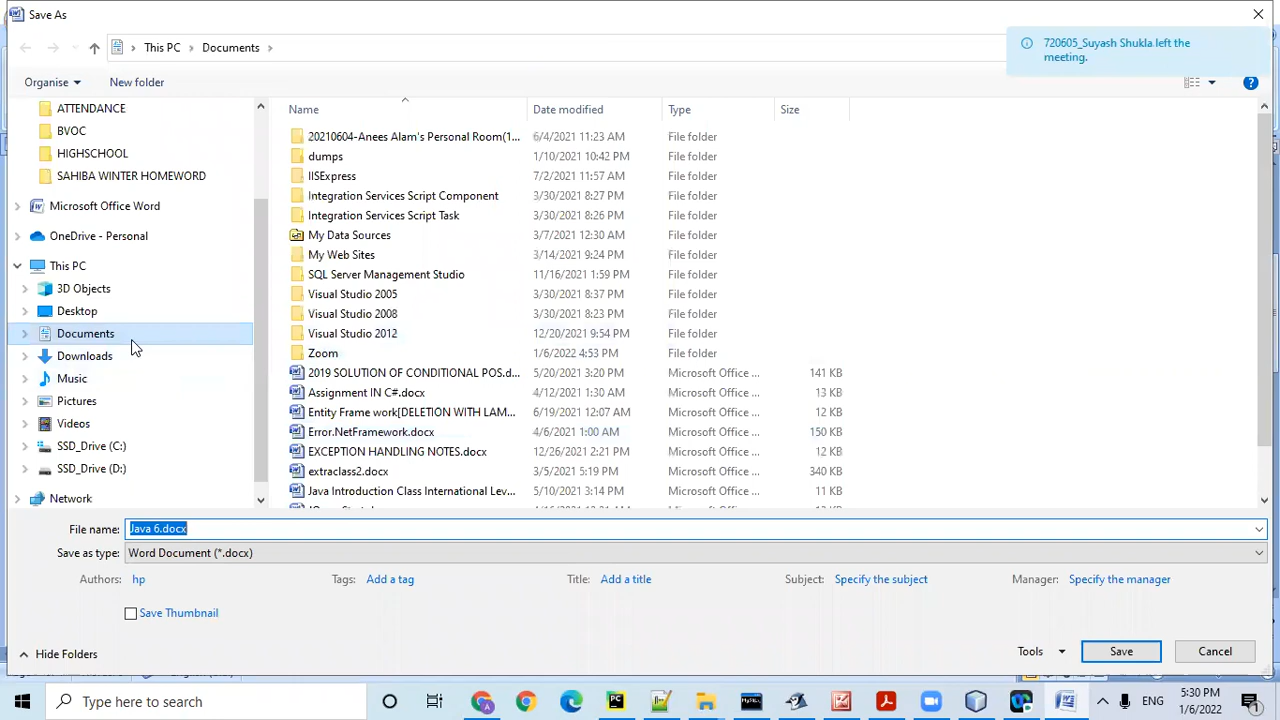 Save As
This PC
Documents
720605_Suyash Shukla left the
meeting.
Organise
New folder
ATTENDANCE
BVOC
HIGHSCHOOL
SAHIBA WINTER HOMEWORD
Microsoft Office Word
OneDrive - Personal
This PC
3D Objects
Desktop
Documents
Downloads
Music
Pictures
Videos
SSD_Drive (C:)
SSD_Drive (D:)
Network
Name Date modified Type Size
20210604-Anees Alam's Personal Room(1... 6/4/2021 11:23 AM File folder
dumps 1/10/2021 10:42 PM File folder
IISExpress 7/2/2021 11:57 AM File folder
Integration Services Script Component 3/30/2021 8:27 PM File folder
Integration Services Script Task 3/30/2021 8:26 PM File folder
My Data Sources 3/7/2021 12:30 AM File folder
My Web Sites 3/14/2021 9:24 PM File folder
SQL Server Management Studio 11/16/2021 1:59 PM File folder
Visual Studio 2005 3/30/2021 8:37 PM File folder
Visual Studio 2008 3/30/2021 8:27 PM File folder
Visual Studio 2012 12/20/2021 9:54 PM File folder
Zoom 1/6/2022 4:53 PM File folder
2019 SOLUTION OF CONDITIONAL POS.d... 5/20/2021 3:20 PM Microsoft Office ... 141 KB
Assignment IN C#.docx 4/12/2021 1:30 AM Microsoft Office ... 13 KB
Entity Frame work[DELETION WITH LAM... 6/19/2021 12:07 AM Microsoft Office ... 12 KB
Error.NetFramework.docx 4/6/2021 1:00 AM Microsoft Office ... 150 KB
EXCEPTION HANDLING NOTES.docx 12/26/2021 2:21 PM Microsoft Office ... 12 KB
extraclass2.docx 3/5/2021 5:19 PM Microsoft Office ... 340 KB
Java Introduction Class International Lev... 5/10/2021 3:14 PM Microsoft Office ... 11 KB
File name: Java 6.docx
Save as type: Word Document (*.docx)
Authors: hp Tags: Add a tag Title: Add a title Subject: Specify the subject Manager: Specify the manager
Save Thumbnail
Hide Folders
Tools Save Cancel
Type here to search
ENG
5:30 PM
1/6/2022